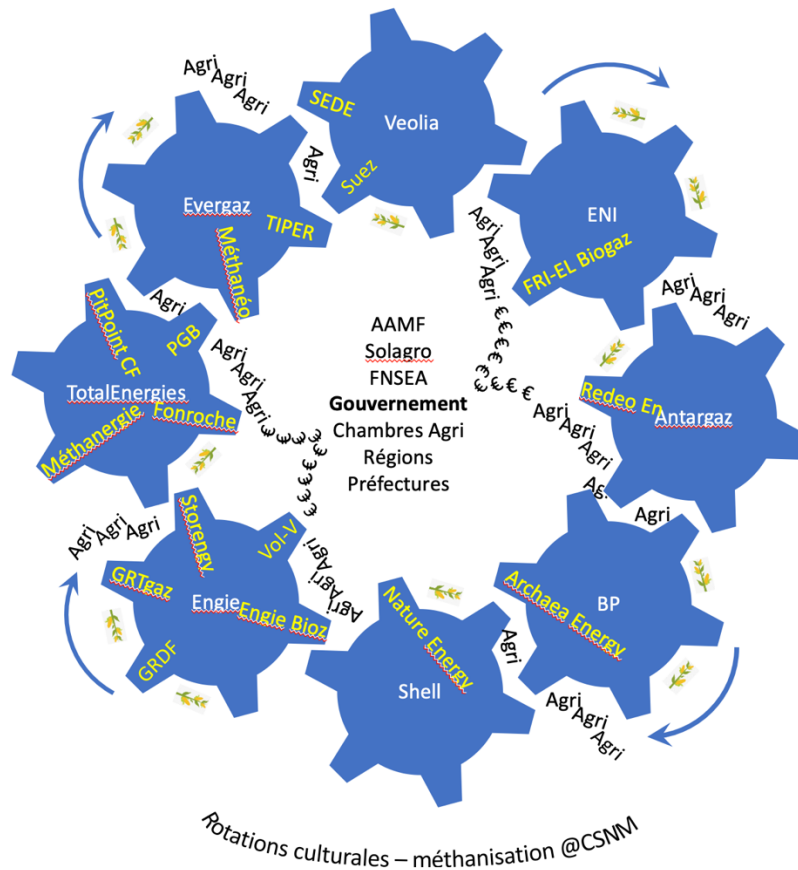 Agri
Agri
Agri
SEDE
Veolia
Suez
Agri
Evergaz
TIPER
Méthanéo
ENI
FRI-EL Biogaz
Agri
Agri
Agri
€ € € € € € € € €
Agri
Agri
Agri
PitPoint CF
Agri
PGB
TotalEnergies
Fonroche
Méthanergie
Agri
Agri
Agri
€ € € € € € € € €
AAMF
Solagro
FNSEA
Gouvernement
Chambres Agri
Régions
Préfectures
Redeo En
Antargaz
Agri
Agri
Agri
Ag.
Agri
Agri
Agri
Agri
Storengy
Vol-V
GRTgaz
Engie
Engie Bioz
GRDF
Agri
Agri
Agri
Nature Energy
Shell
Agri
Archaea Energy
BP
Agri
Agri
Agri
Rotations culturales – méthanisation @CSNM